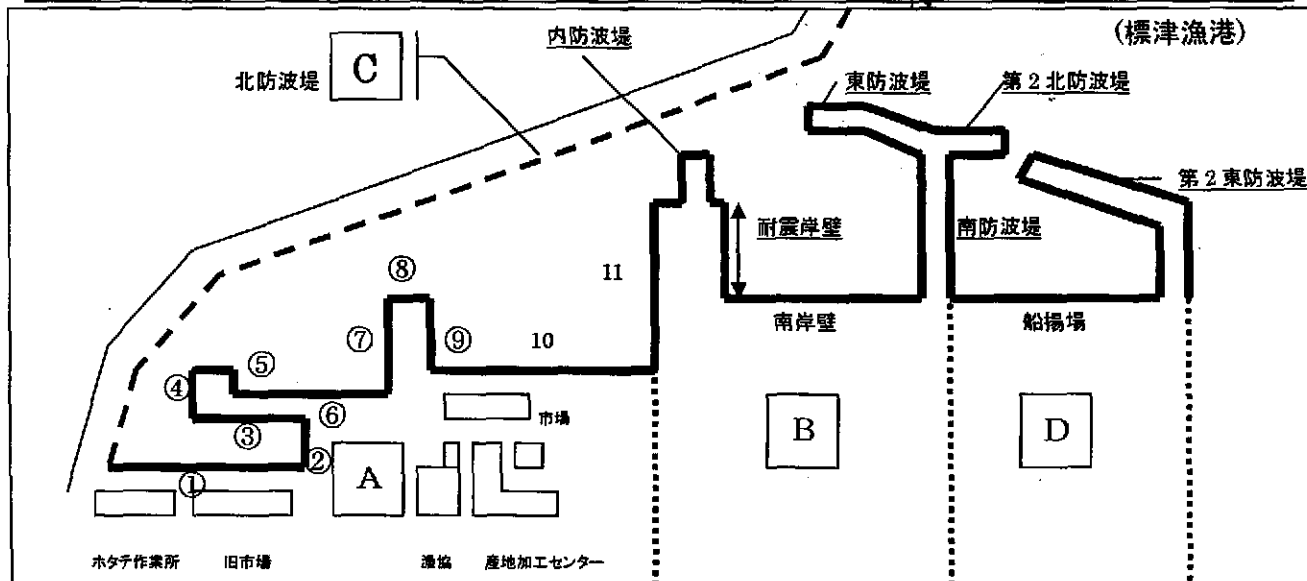 (標津漁港)
内防波堤
北防波堤
C
東防波堤
第2北防波堤
第2東防波堤
耐震岸壁
南防波堤
11
⑧
南岸壁
船揚場
⑦
⑨
10
⑤
④
⑥
市場
③
②
A
B
D
①
ホタテ作業所
旧市場
漁協
産地加工センター